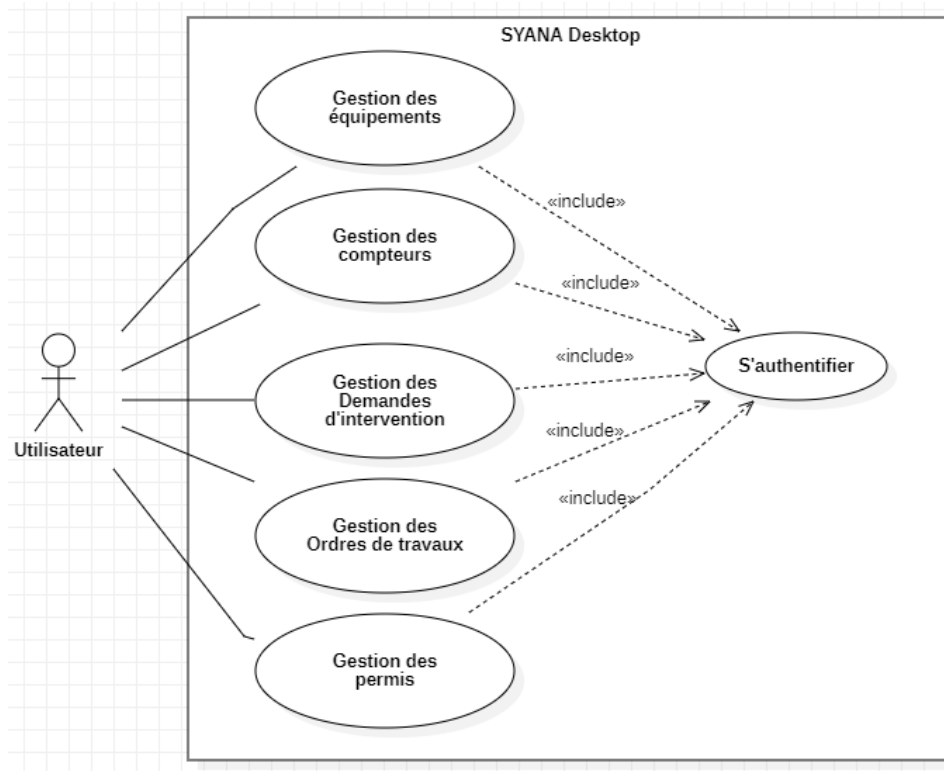 SYANA Desktop
Gestion des
équipements
«include»
Gestion des
compteurs
«include»
S'authentifier
«include»
Gestion des
Demandes
d'intervention
Utilisateur
«include»
Gestion des
Ordres de travaux
«include»
Gestion des
permis